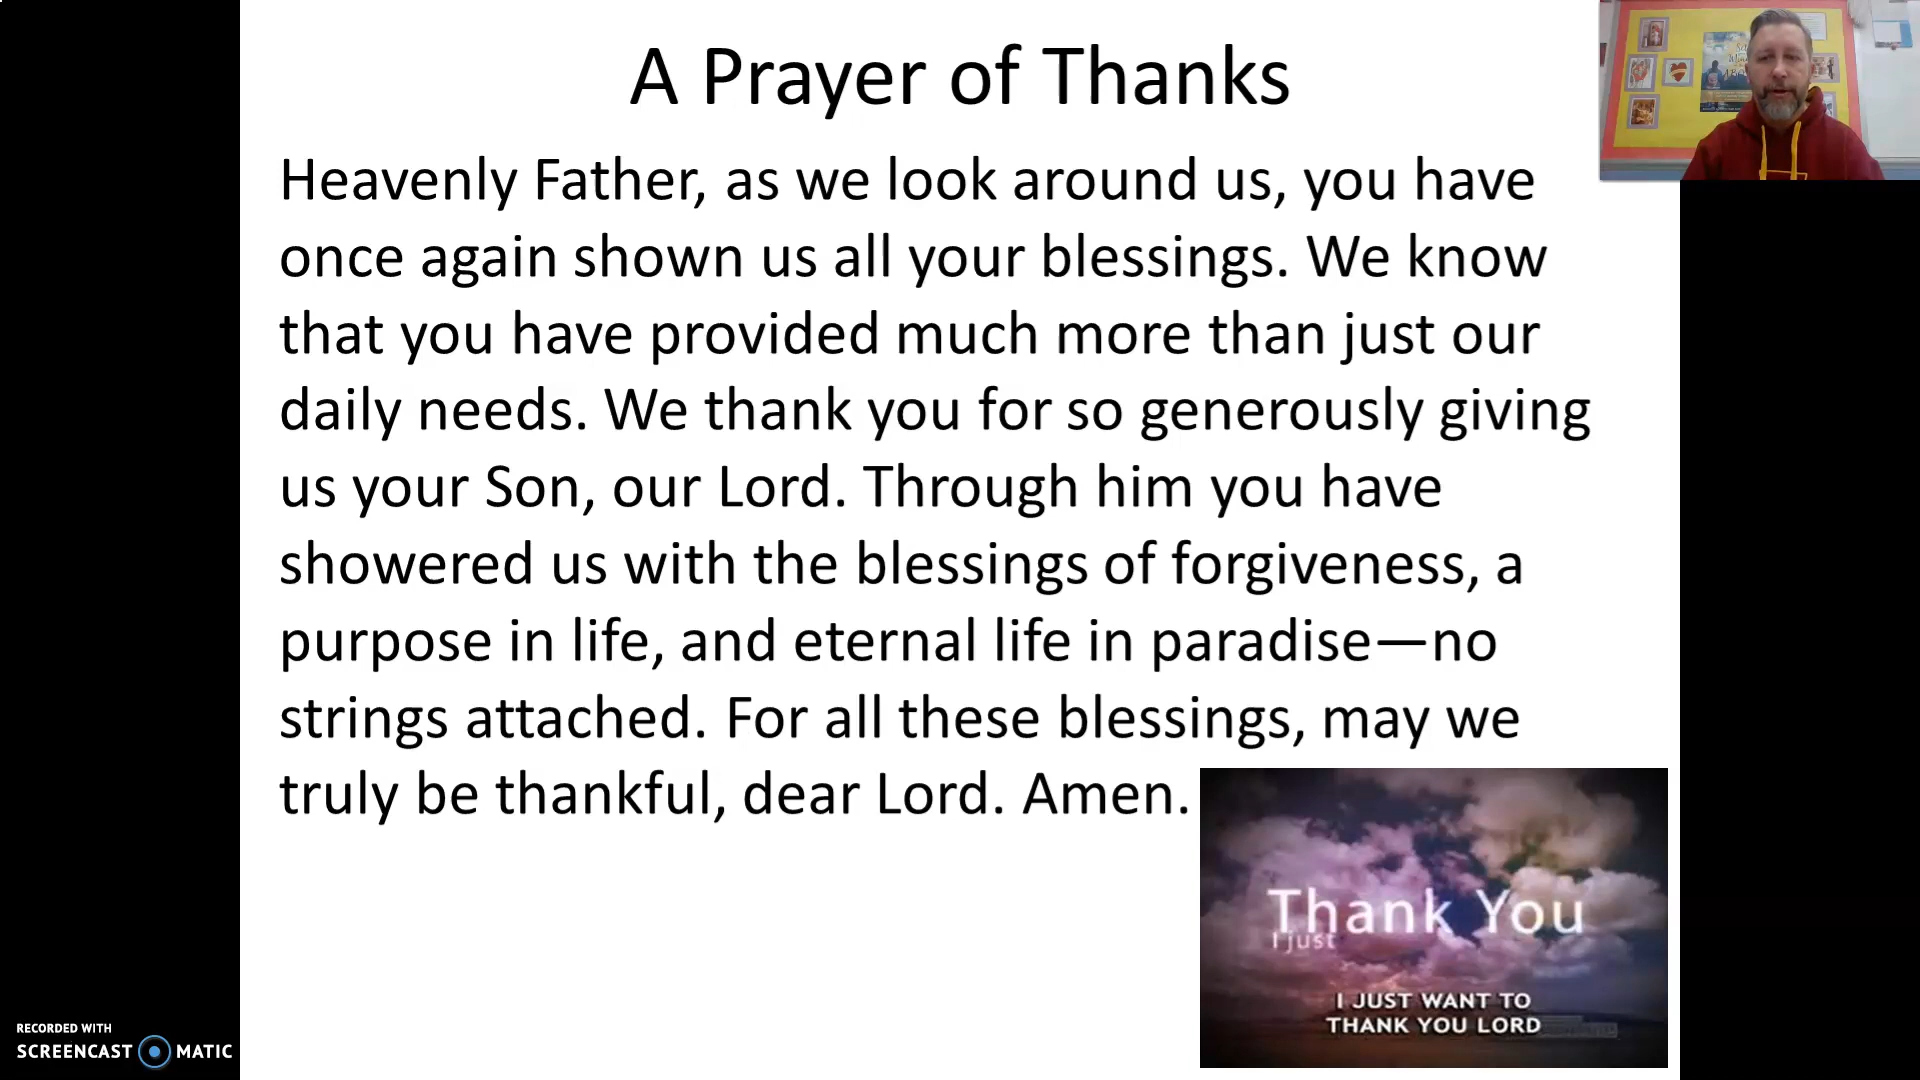 A Prayer of Thanks
Heavenly Father, as we look around us, you have
once again shown us all your blessings. We know
that you have provided much more than just our
daily needs. We thank you for so generously giving
us your Son, our Lord. Through him you have
showered us with the blessings of forgiveness, a
purpose in life, and eternal life in paradise—no
strings attached. For all these blessings, may we
truly be thankful, dear Lord. Amen.
Thank You
I just
I JUST WANT TO
THANK YOU LORD
RECORDED WITH
SCREENCAST MATIC